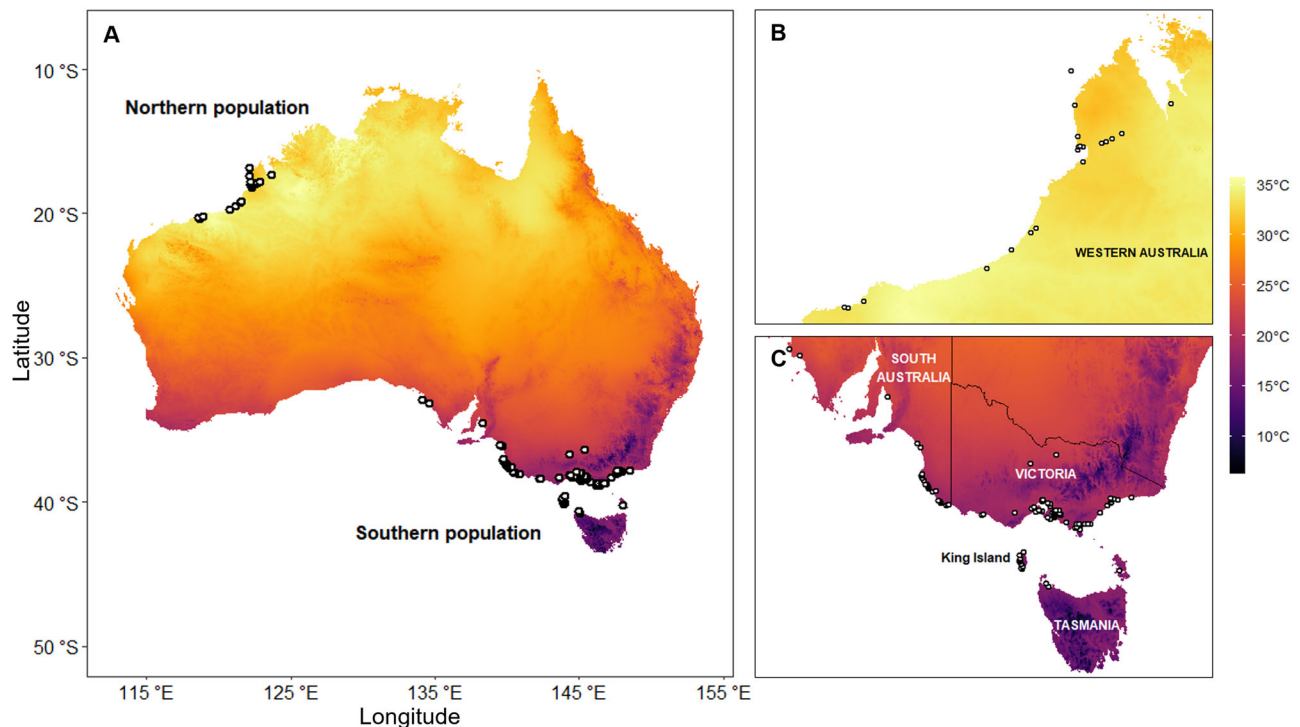 A
10 °S
Northern population
20 °S
30 °S
40 °S
Southern population
50 °S
Latitude
115 °E
125 °E
135 °E
145 °E
155 °E
Longitude
B
WESTERN AUSTRALIA
C
SOUTH
AUSTRALIA
VICTORIA
King Island
TASMANIA
35°C
30°C
25°C
20°C
15°C
10°C